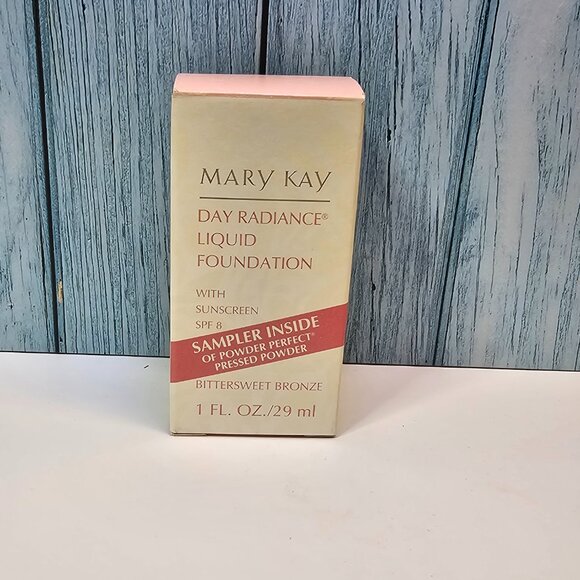 MARY KAY
DAY RADIANCE®
LIQUID
FOUNDATION
WITH
SUNSCREEN
SPF 8
SAMPLER INSIDE
OF POWDER PERFECT®
PRESSED POWDER
BITTERSWEET BRONZE
1 FL. OZ./29 ml